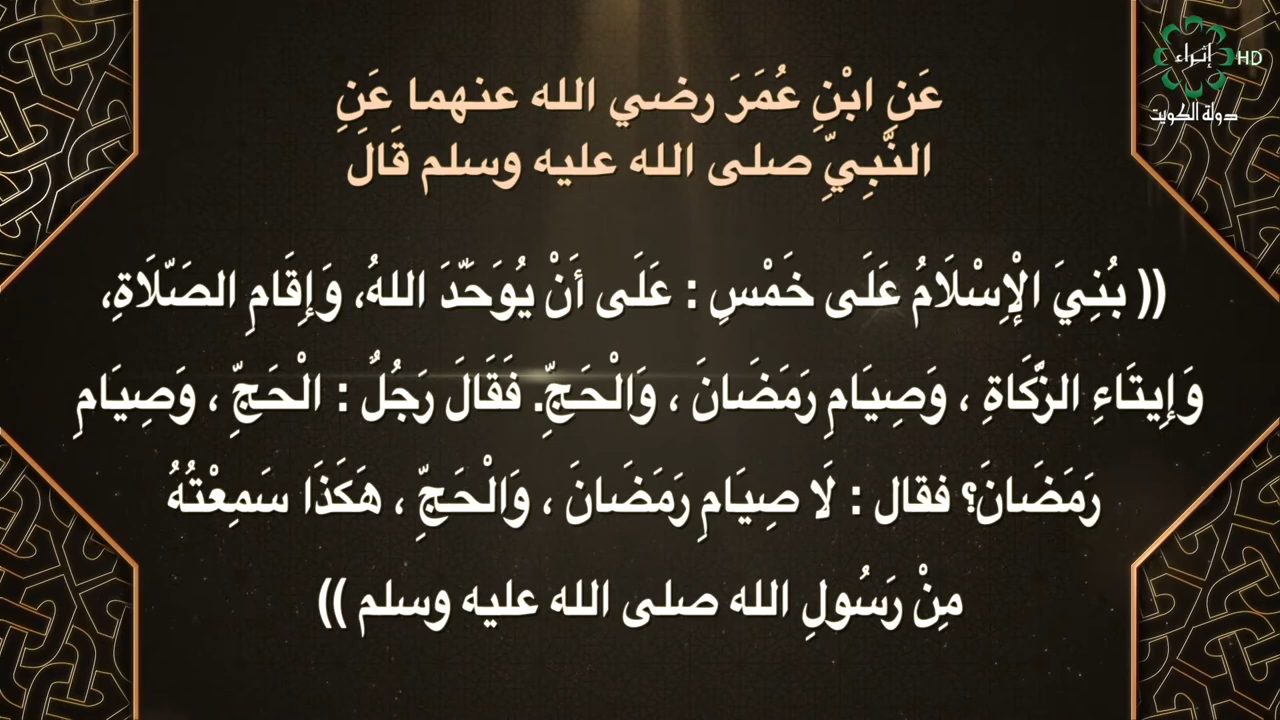 إثراء HD
دولة الكويت
عَنِ ابْنِ عُمَرَ رضي الله عنهما عَنِ
النَّبِيِّ صلى الله عليه وسلم قَالَ
(( بُنِيَ الْإِسْلَامُ عَلَى خَمْسٍ : عَلَى أَنْ يُوَحَّدَ اللهُ، وَإِقَامِ الصَّلَاةِ،
وَإِيتَاءِ الزَّكَاةِ ، وَصِيَامِ رَمَضَانَ ، وَالْحَجِّ. فَقَالَ رَجُلٌ : الْحَجِّ ، وَصِيَامِ
رَمَضَانَ؟ فقال : لَا صِيَامِ رَمَضَانَ ، وَالْحَجِّ ، هَكَذَا سَمِعْتُهُ
مِنْ رَسُولِ الله صلى الله عليه وسلم ))